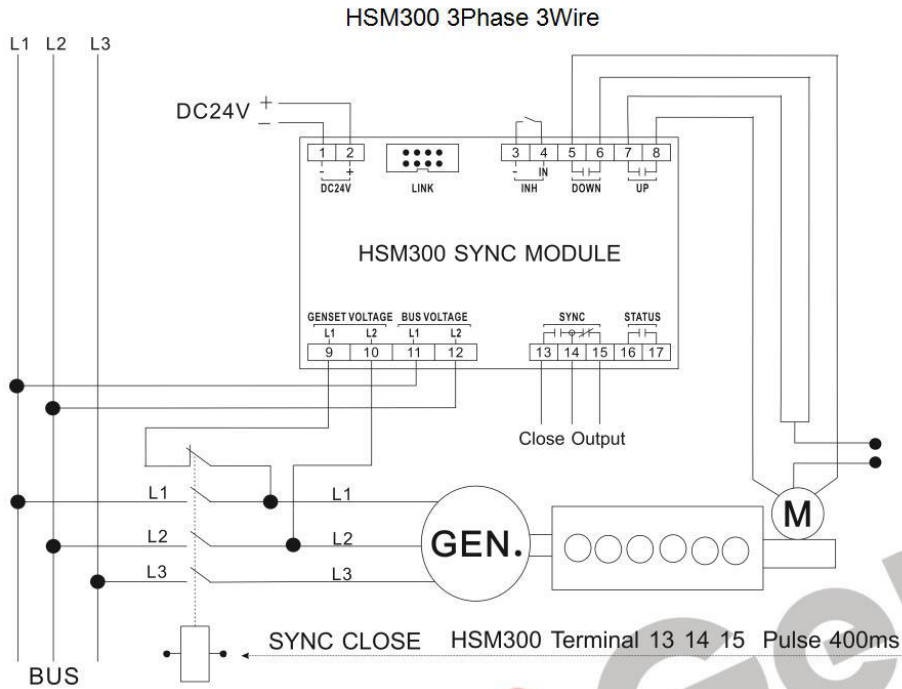 HSM300 3Phase 3Wire
L1 L2 L3
DC24V + −
1 2
- +
DC24V
LINK
3 4 5 6 7 8
- IN
INH DOWN UP
HSM300 SYNC MODULE
GENSET VOLTAGE BUS VOLTAGE
L1 L2 L1 L2
9 10 11 12
SYNC STATUS
13 14 15 16 17
Close Output
L1 L1
L2 L2
L3 L3
GEN.
M
SYNC CLOSE HSM300 Terminal 13 14 15 Pulse 400ms
BUS